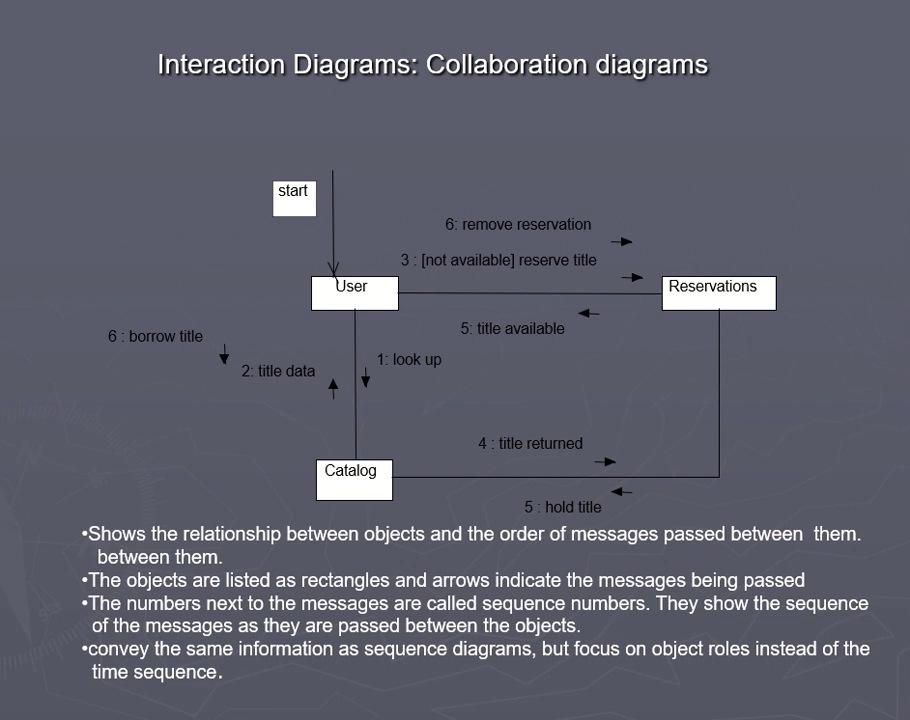 Interaction Diagrams: Collaboration diagrams
start
6: remove reservation
3 : [not available] reserve title
User
Reservations
5: title available
6 : borrow title
1: look up
2: title data
4 : title returned
Catalog
5 : hold title
•Shows the relationship between objects and the order of messages passed between them.
between them.
•The objects are listed as rectangles and arrows indicate the messages being passed
•The numbers next to the messages are called sequence numbers. They show the sequence
of the messages as they are passed between the objects.
•convey the same information as sequence diagrams, but focus on object roles instead of the
time sequence.